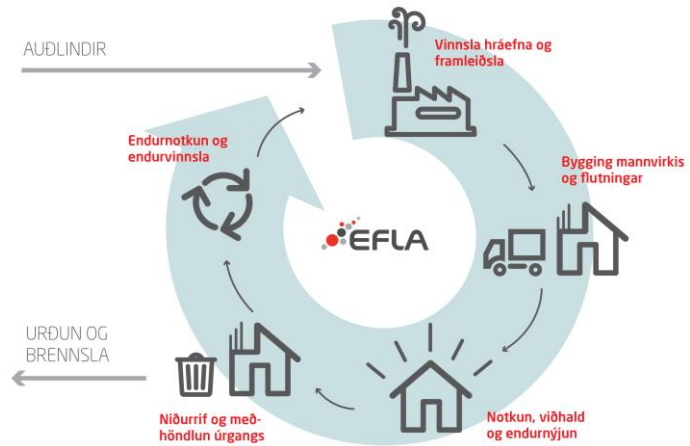 AUÐLINDIR
Vinnsla hráefna og
framleiðsla
Bygging mannvirkis
og flutningar
Notkun, viðhald
og endurnýjun
Niðurrif og með-
höndlun úrgangs
URÐUN OG
BRENNSLA
Endurnotkun og
endurvinnsla
EFLA